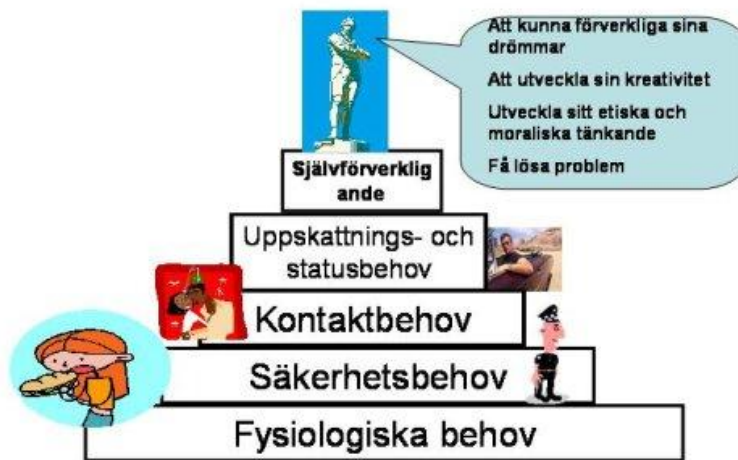 Att kunna förverkliga sina
drömmar
Att utveckla sin kreativitet
Utveckla sitt etiska och
moraliska tänkande
Få lösa problem
Självförverklig
ande
Uppskattnings- och
statusbehov
Kontaktbehov
Säkerhetsbehov
Fysiologiska behov